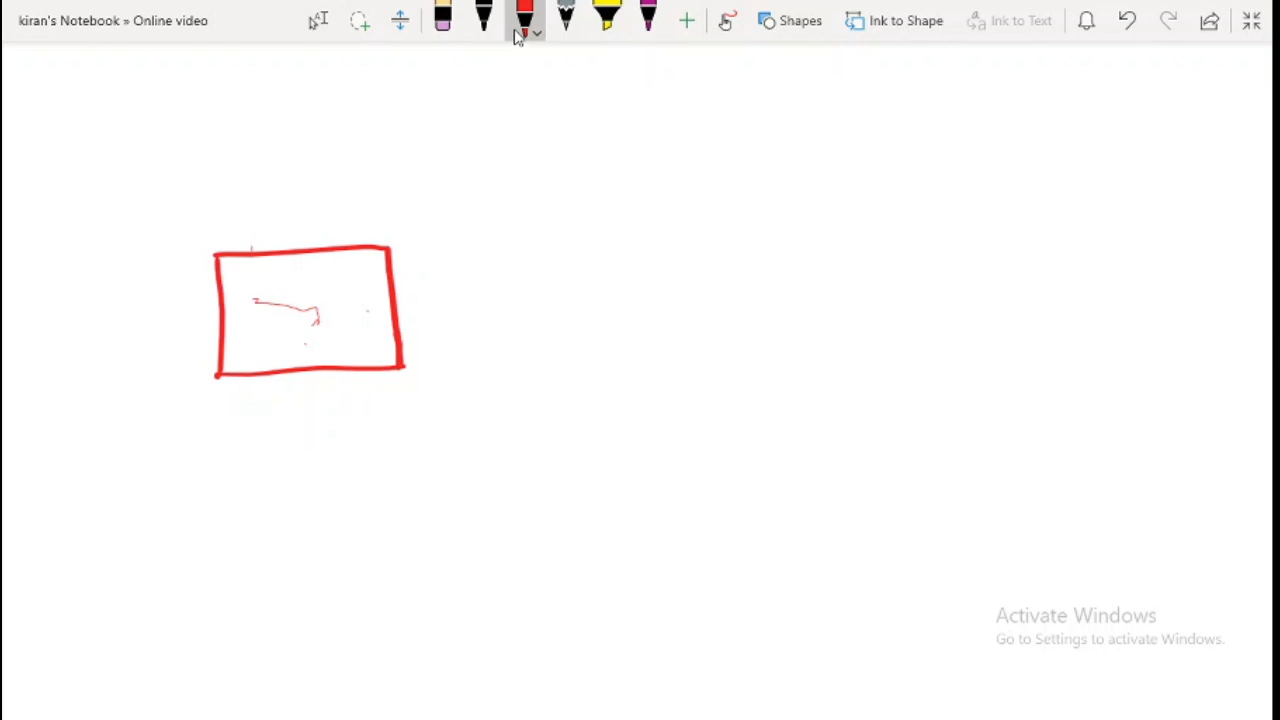 kiran's Notebook » Online video
Shapes
Ink to Shape
Ink to Text
Activate Windows
Go to Settings to activate Windows.